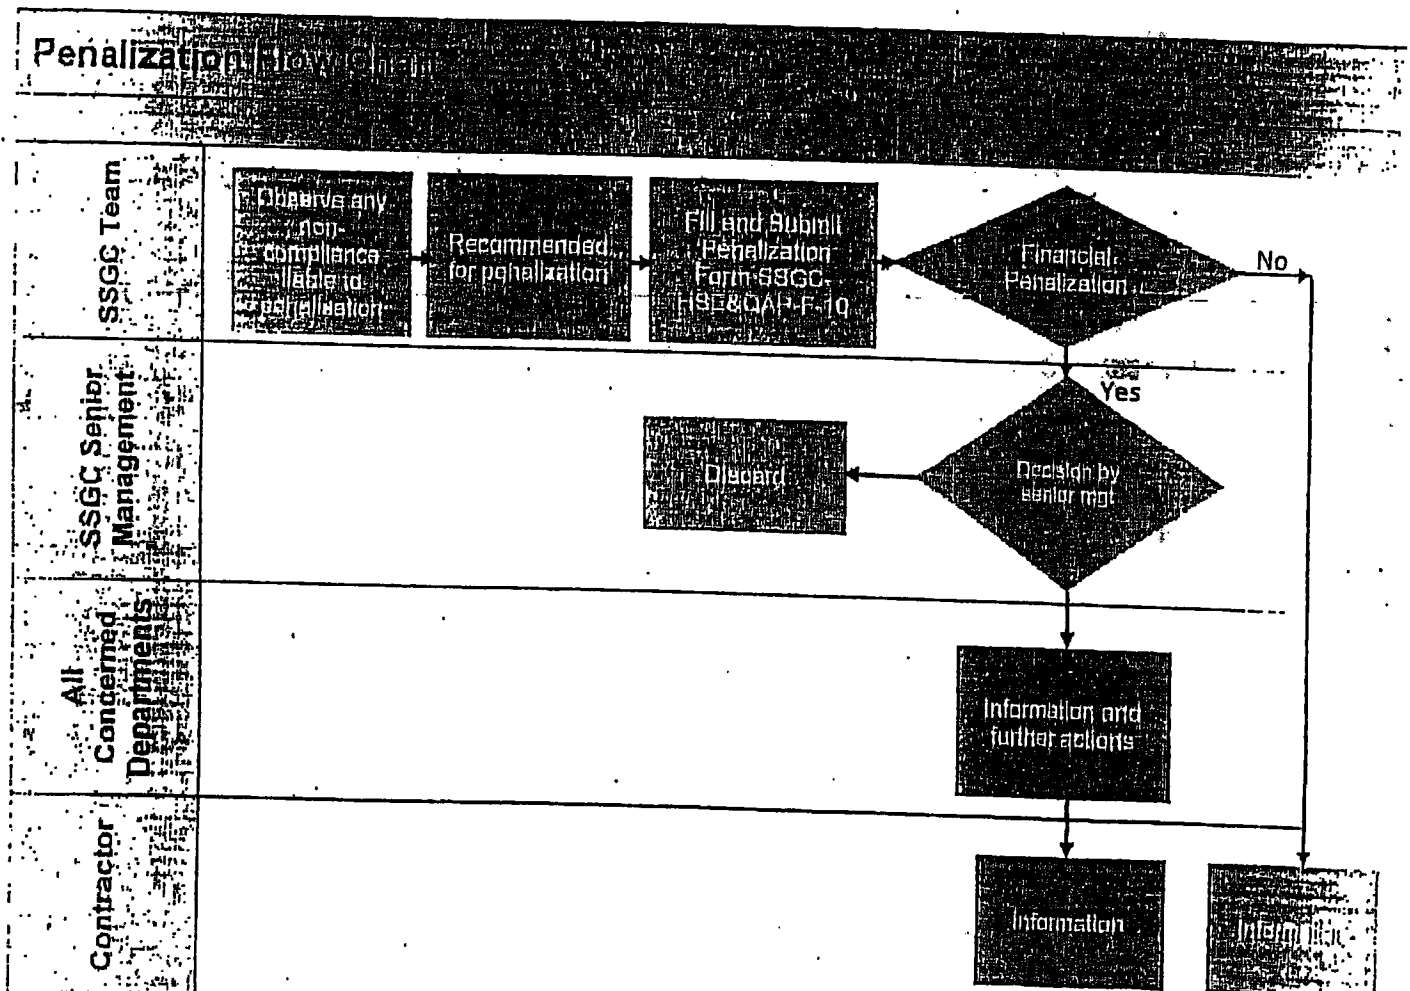 Penalization Flow Chart
SSGC Team
Observe any
non-
compliance
liable to
penalisation
Recommended
for penalization
Fill and Submit
Penalization
Form-SSGC-
HSE&QAP-F-10
Financial
Penalization
No
Yes
SSGC Senior
Management
Discard
Decision by
senior mgt
All
Concerned
Departments
Information and
further actions
Contractor
Information
Information